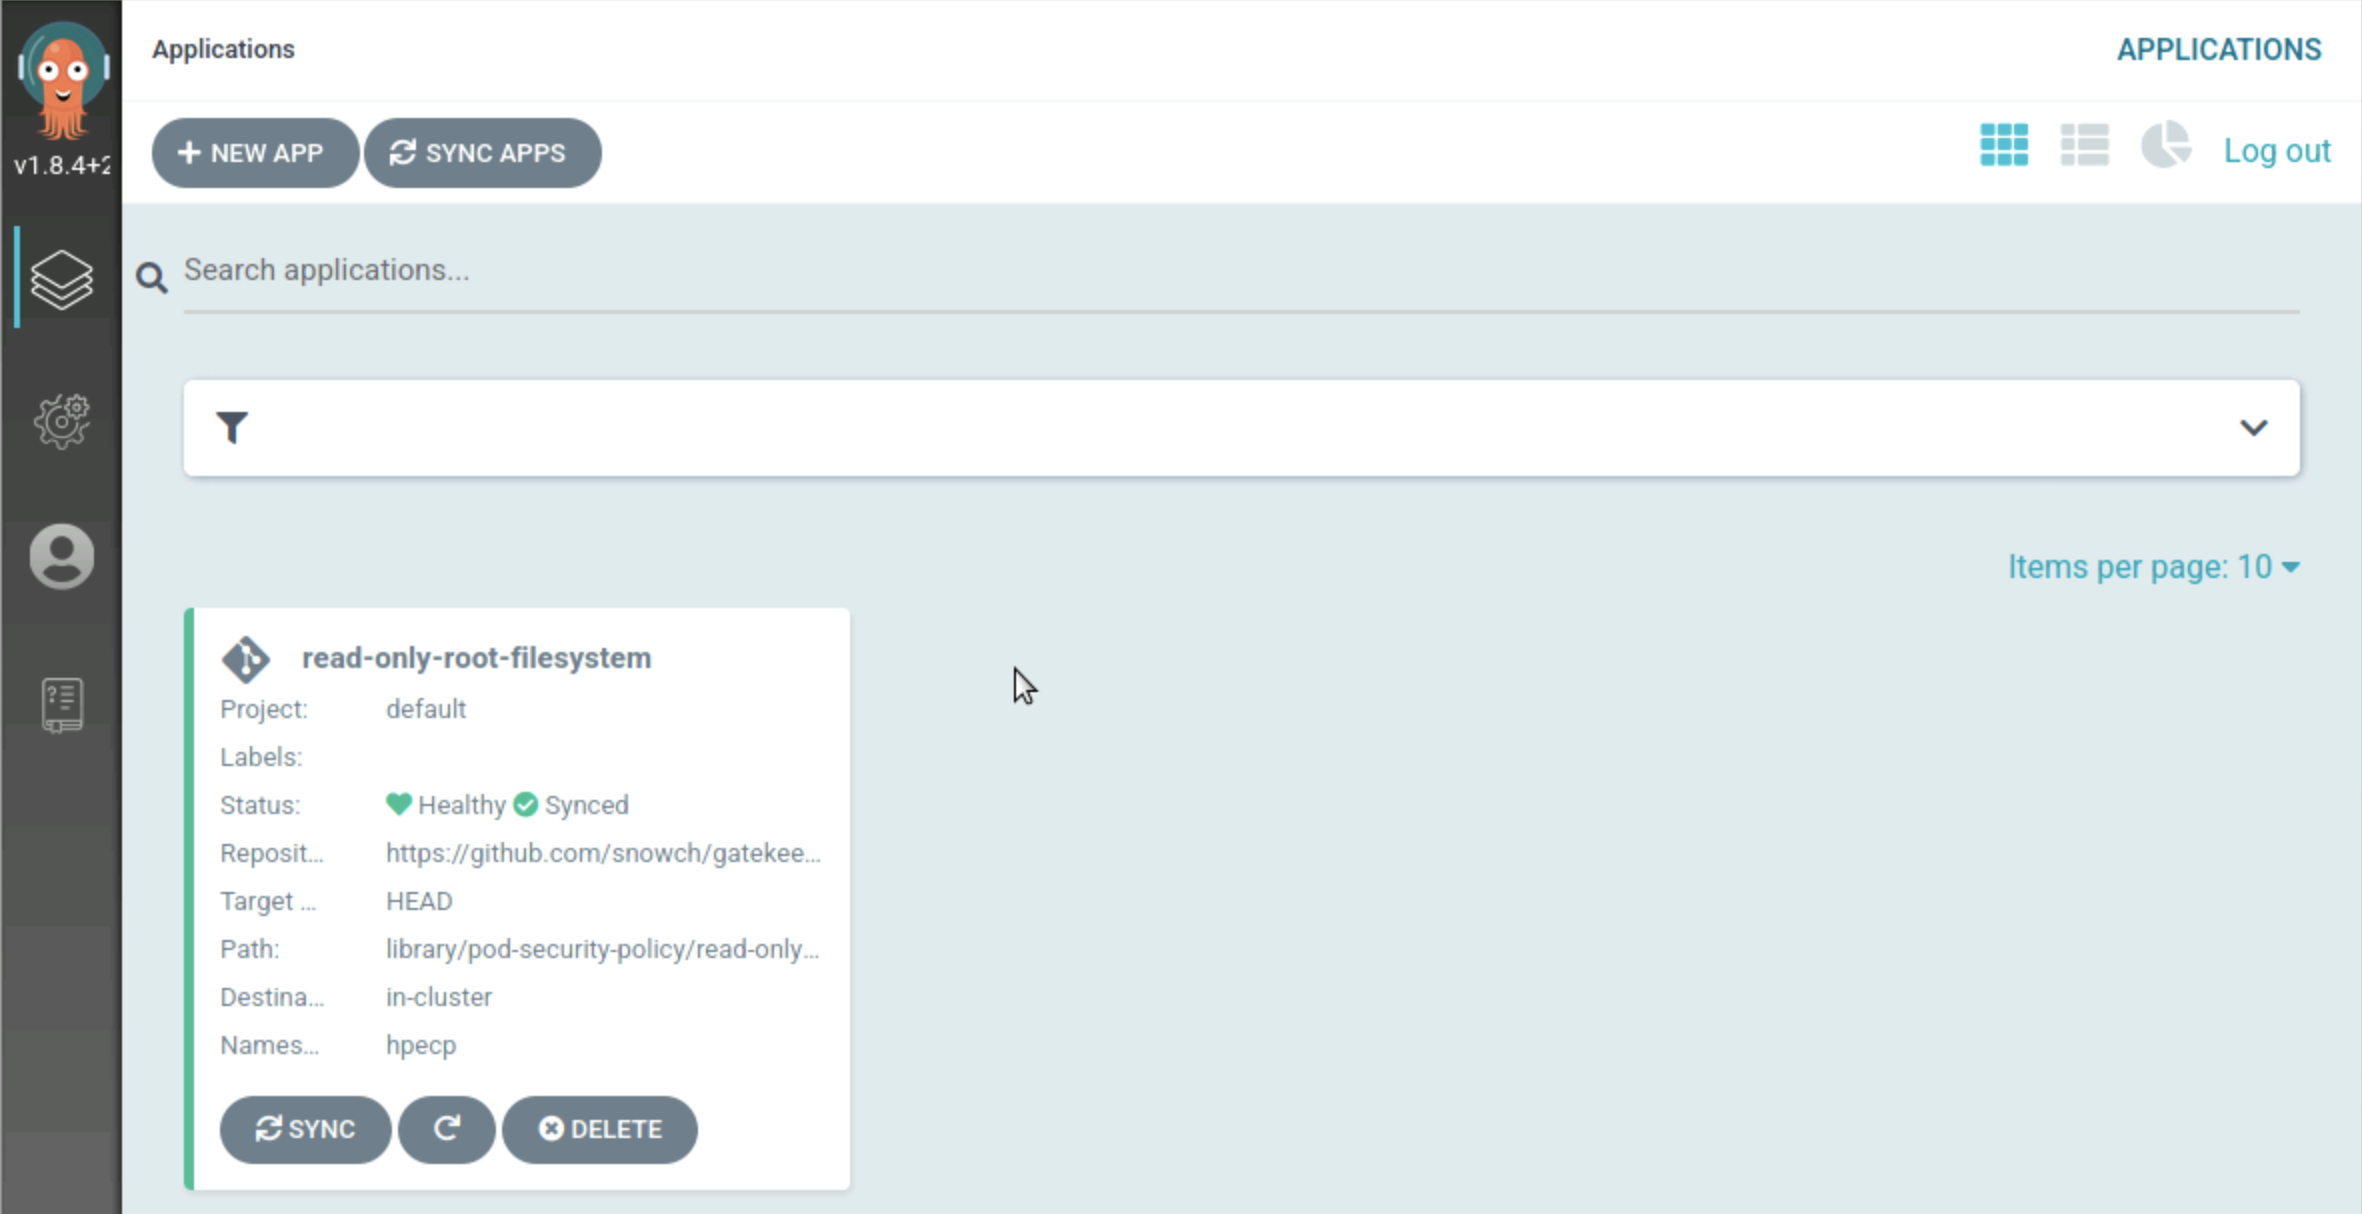 Applications
APPLICATIONS
v1.8.4+2
NEW APP
SYNC APPS
Log out
Search applications...
Items per page: 10
read-only-root-filesystem
Project: default
Labels:
Status: Healthy Synced
Reposit... https://github.com/snowch/gatekee...
Target ... HEAD
Path: library/pod-security-policy/read-only...
Destina... in-cluster
Names... hpecp
SYNC
DELETE